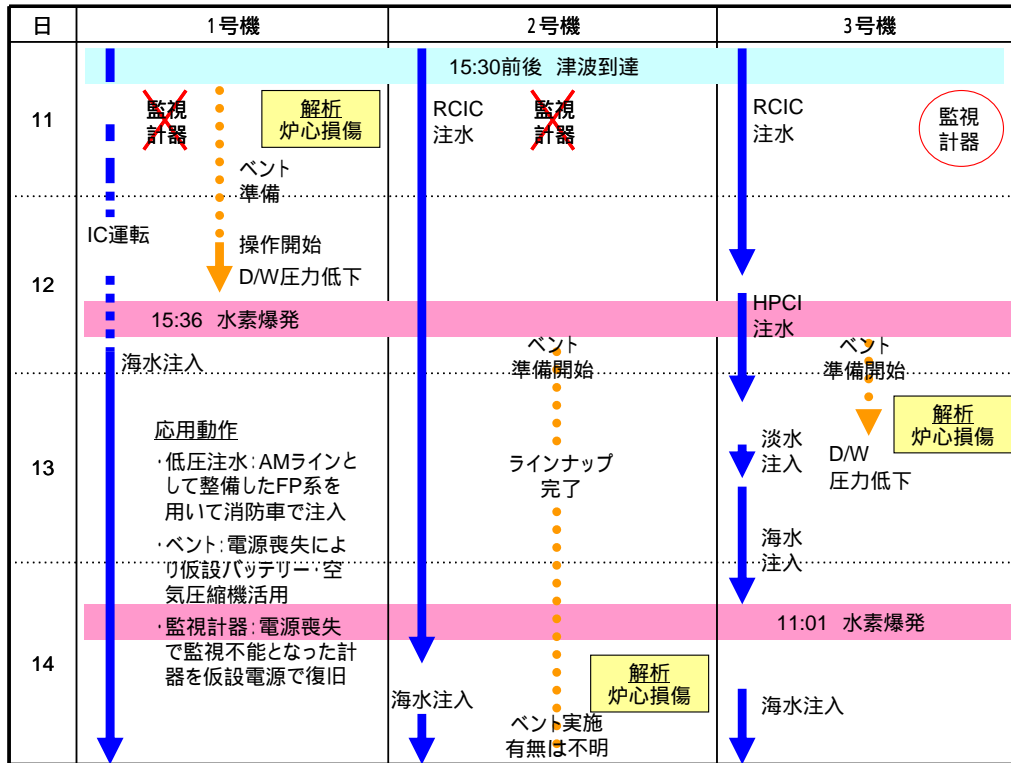 日
1号機
2号機
3号機
15:30前後 津波到達
11
監視
計器
解析
炉心損傷
ベント
準備
RCIC
注水
監視
計器
RCIC
注水
監視
計器
IC運転
操作開始
D/W圧力低下
12
15:36 水素爆発
HPCI
注水
海水注入
ベント
準備開始
ベント
準備開始
解析
炉心損傷
13
応用動作
・低圧注水:AMラインと
して整備したFP系を
用いて消防車で注入
・ベント:電源喪失によ
り仮設バッテリー・空
気圧縮機活用
・監視計器:電源喪失
で監視不能となった計
器を仮設電源で復旧
ラインナップ
完了
淡水
注入
D/W
圧力低下
海水
注入
11:01 水素爆発
14
海水注入
解析
炉心損傷
ベント実施
有無は不明
海水注入